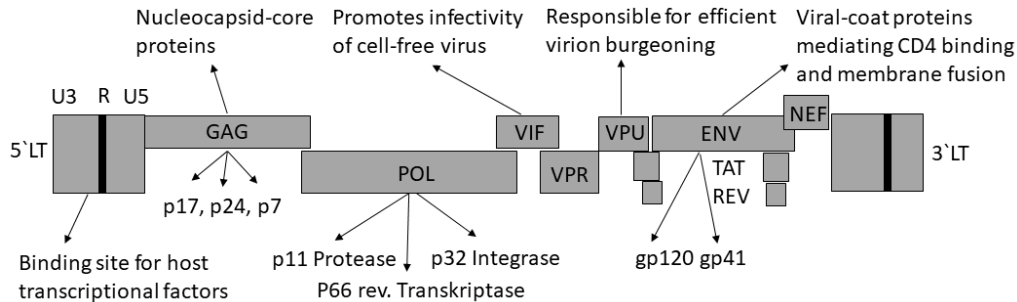 Nucleocapsid-core
proteins
Promotes infectivity
of cell-free virus
Responsible for efficient
virion burgeoning
Viral-coat proteins
mediating CD4 binding
and membrane fusion
U3 R U5
5`LT
GAG
POL
VIF
VPR
VPU
ENV
NEF
TAT
REV
3`LT
p17, p24, p7
p11 Protease
P66 rev. Transkriptase
p32 Integrase
gp120 gp41
Binding site for host
transcriptional factors